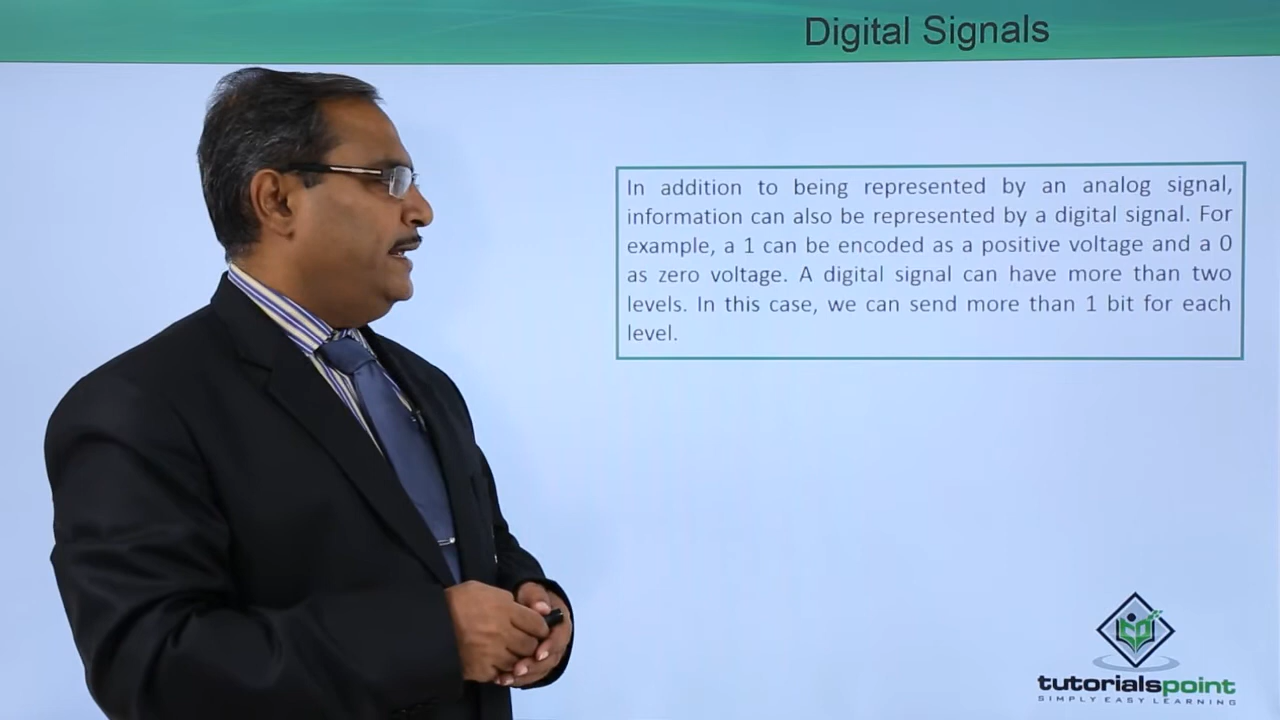 Digital Signals
In addition to being represented by an analog signal,
information can also be represented by a digital signal. For
example, a 1 can be encoded as a positive voltage and a 0
as zero voltage. A digital signal can have more than two
levels. In this case, we can send more than 1 bit for each
level.
tutorialspoint
SIMPLY EASY LEARNING